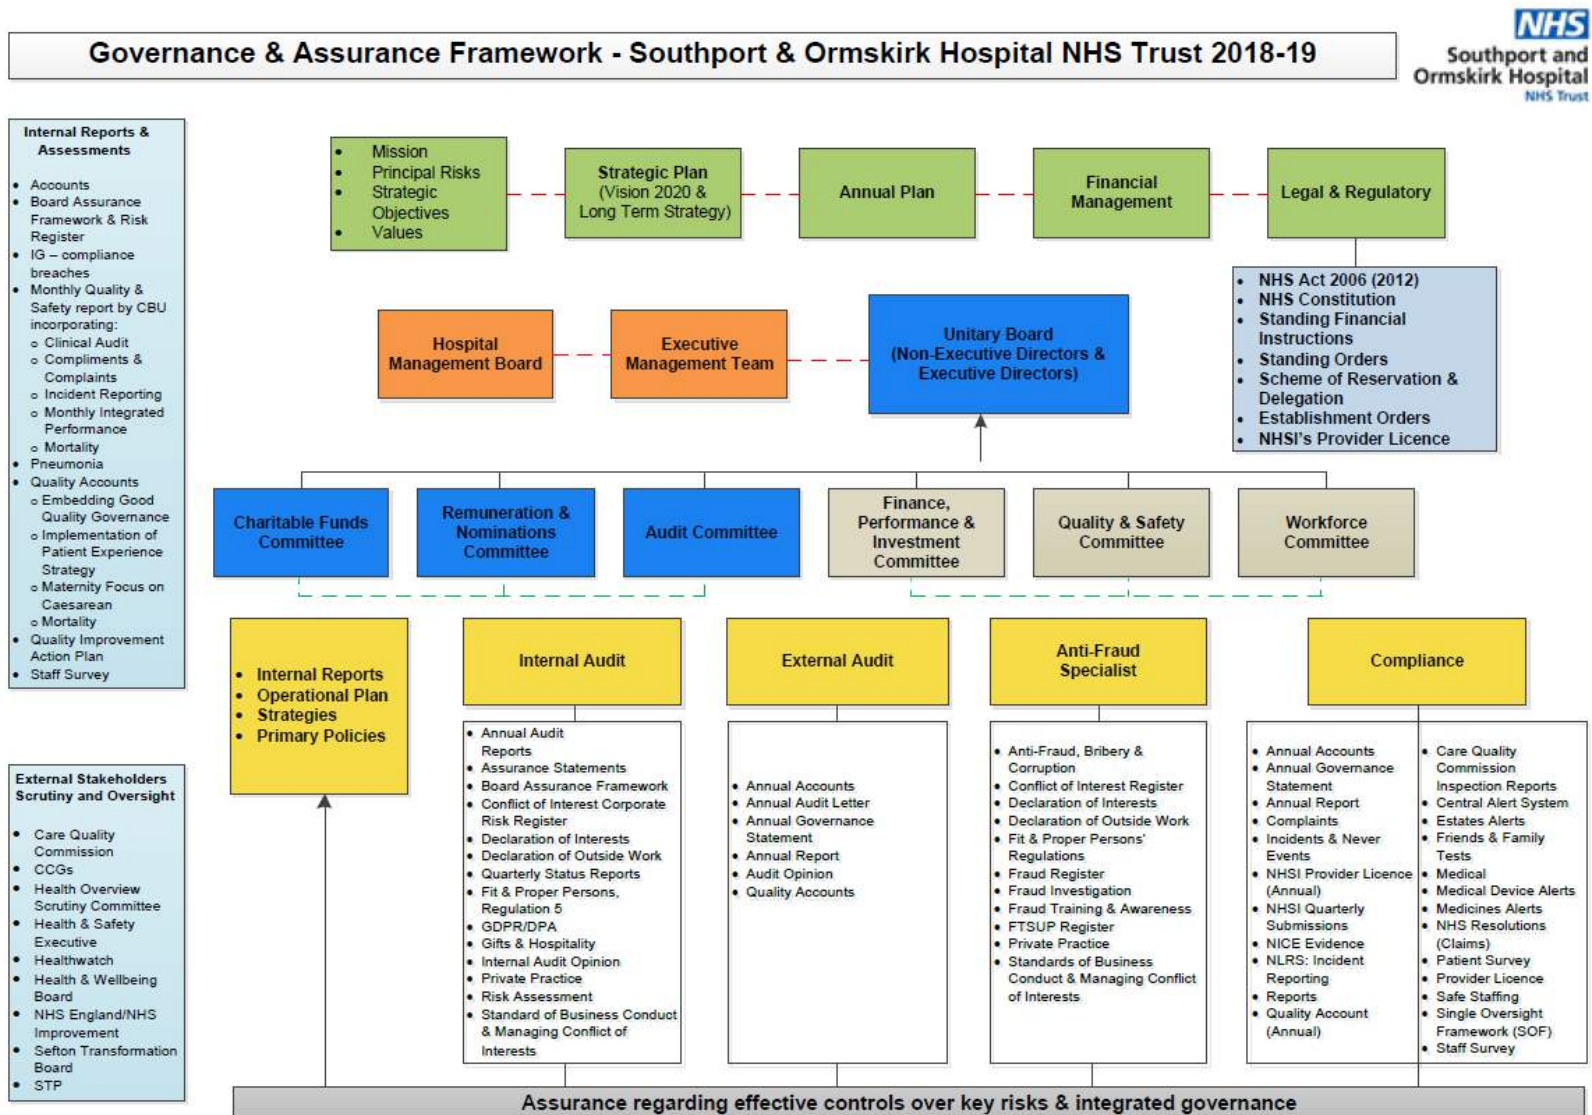 Governance & Assurance Framework - Southport & Ormskirk Hospital NHS Trust 2018-19
NHS
Southport and
Ormskirk Hospital
NHS Trust
Internal Reports &
Assessments
• Accounts
• Board Assurance
Framework & Risk
Register
• IG – compliance
breaches
• Monthly Quality &
Safety report by CBU
incorporating:
o Clinical Audit
o Compliments &
Complaints
o Incident Reporting
o Monthly Integrated
Performance
o Mortality
• Pneumonia
• Quality Accounts
o Embedding Good
Quality Governance
o Implementation of
Patient Experience
Strategy
o Maternity Focus on
Caesarean
o Mortality
• Quality Improvement
Action Plan
• Staff Survey
External Stakeholders
Scrutiny and Oversight
• Care Quality
Commission
• CCGs
• Health Overview
Scrutiny Committee
• Health & Safety
Executive
• Healthwatch
• Health & Wellbeing
Board
• NHS England/NHS
Improvement
• Sefton Transformation
Board
• STP
• Mission
• Principal Risks
• Strategic
Objectives
• Values
Strategic Plan
(Vision 2020 &
Long Term Strategy)
Annual Plan
Financial
Management
Legal & Regulatory
• NHS Act 2006 (2012)
• NHS Constitution
• Standing Financial
Instructions
• Standing Orders
• Scheme of Reservation &
Delegation
• Establishment Orders
• NHSI's Provider Licence
Hospital
Management Board
Executive
Management Team
Unitary Board
(Non-Executive Directors &
Executive Directors)
Charitable Funds
Committee
Remuneration &
Nominations
Committee
Audit Committee
Finance,
Performance &
Investment
Committee
Quality & Safety
Committee
Workforce
Committee
• Internal Reports
• Operational Plan
• Strategies
• Primary Policies
Internal Audit
• Annual Audit
Reports
• Assurance Statements
• Board Assurance Framework
• Conflict of Interest Corporate
Risk Register
• Declaration of Interests
• Declaration of Outside Work
• Quarterly Status Reports
• Fit & Proper Persons,
Regulation 5
• GDPR/DPA
• Gifts & Hospitality
• Internal Audit Opinion
• Private Practice
• Risk Assessment
• Standard of Business Conduct
& Managing Conflict of
Interests
External Audit
• Annual Accounts
• Annual Audit Letter
• Annual Governance
Statement
• Annual Report
• Audit Opinion
• Quality Accounts
Anti-Fraud
Specialist
• Anti-Fraud, Bribery &
Corruption
• Conflict of Interest Register
• Declaration of Interests
• Declaration of Outside Work
• Fit & Proper Persons'
Regulations
• Fraud Register
• Fraud Investigation
• Fraud Training & Awareness
• FTSUP Register
• Private Practice
• Standards of Business
Conduct & Managing Conflict
of Interests
Compliance
• Annual Accounts
• Annual Governance
Statement
• Annual Report
• Complaints
• Incidents & Never
Events
• NHSI Provider Licence
(Annual)
• NHSI Quarterly
Submissions
• NICE Evidence
• NLRS: Incident
Reporting
• Reports
• Quality Account
(Annual)
• Care Quality
Commission
Inspection Reports
• Central Alert System
• Estates Alerts
• Friends & Family
Tests
• Medical
• Medical Device Alerts
• Medicines Alerts
• NHS Resolutions
(Claims)
• Patient Survey
• Provider Licence
• Safe Staffing
• Single Oversight
Framework (SOF)
• Staff Survey
Assurance regarding effective controls over key risks & integrated governance